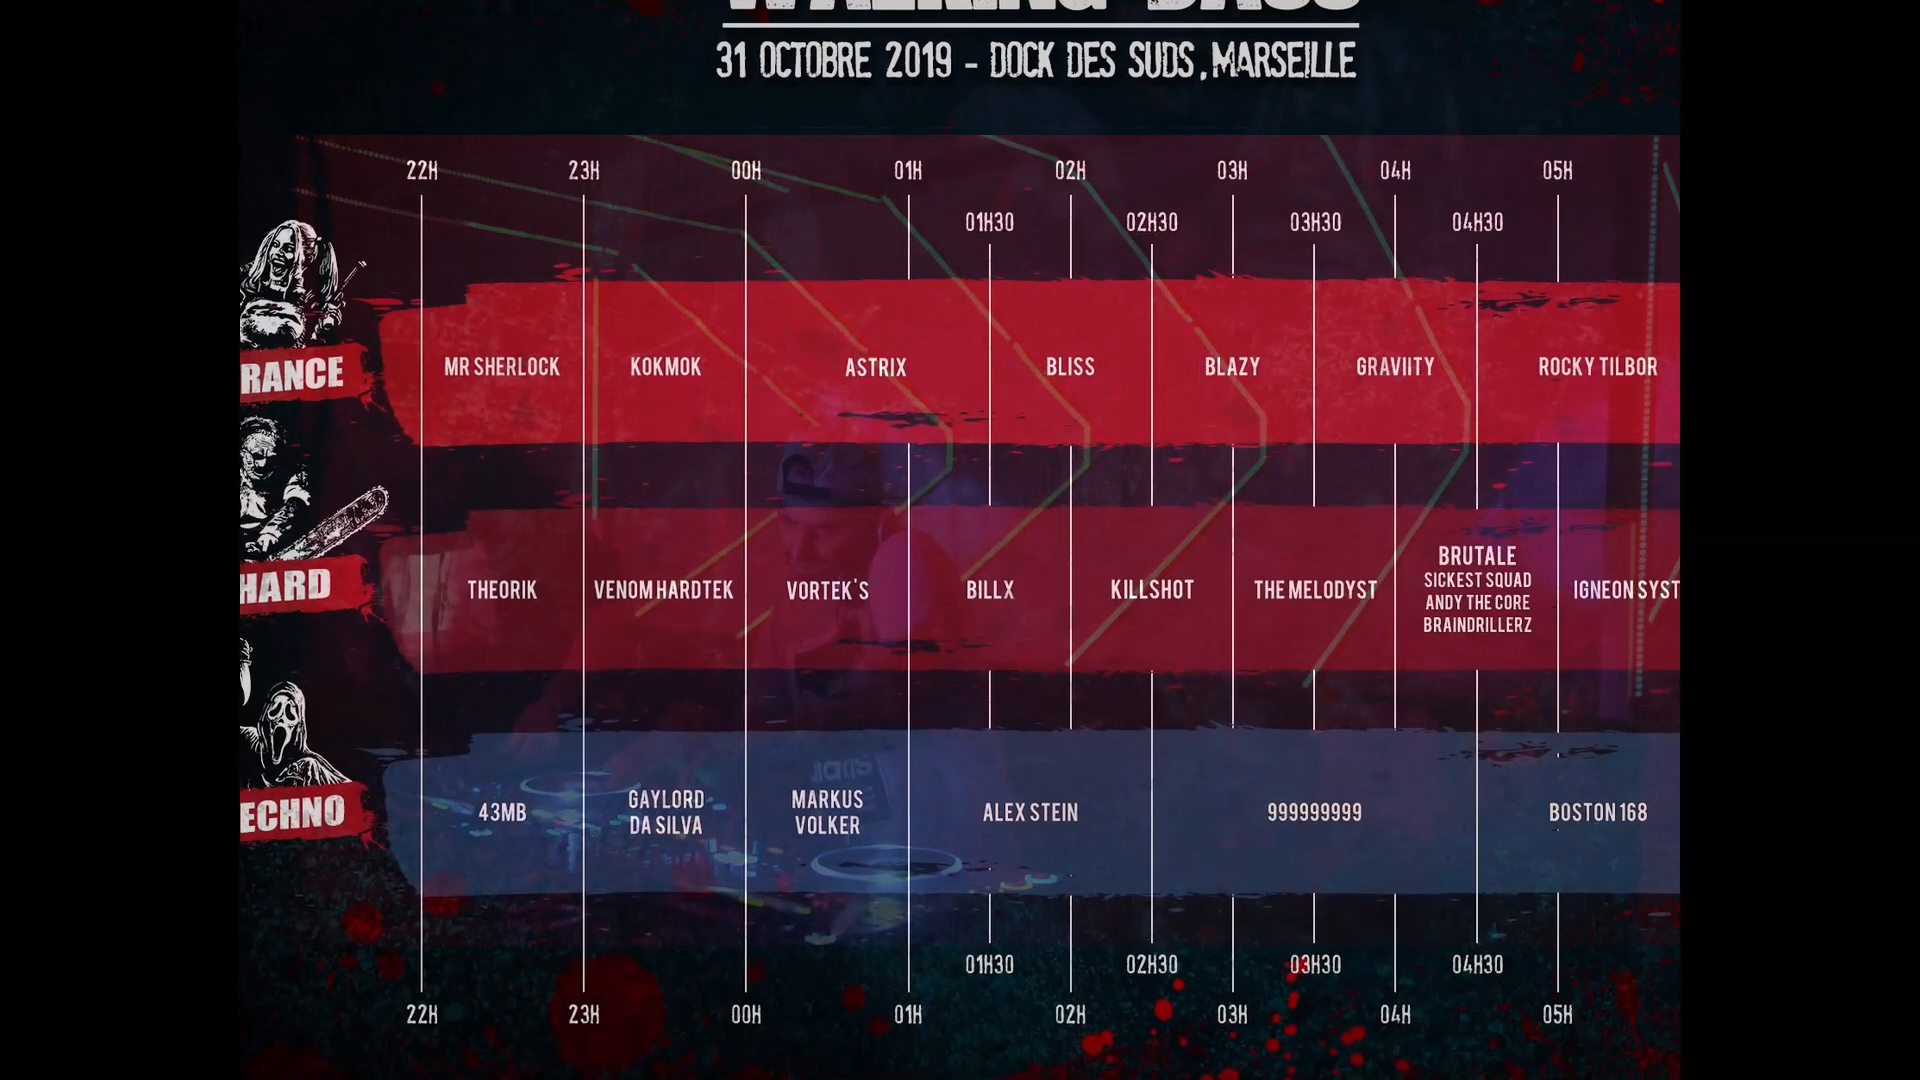 31 OCTOBRE 2019 - DOCK DES SUDS, MARSEILLE
22H 23H 00H 01H 02H 03H 04H 05H
01H30 02H30 03H30 04H30
RANCE
MR SHERLOCK KOKMOK ASTRIX BLISS BLAZY GRAVIITY ROCKY TILBOR
HARD
THEORIK VENOM HARDTEK VORTEK'S BILLX KILLSHOT THE MELODYST
BRUTALE
SICKEST SQUAD
ANDY THE CORE
BRAINDRILLERZ
IGNEON SYST
ECHNO
43MB
GAYLORD
DA SILVA
MARKUS
VOLKER
ALEX STEIN 999999999 BOSTON 168
01H30 02H30 03H30 04H30
22H 23H 00H 01H 02H 03H 04H 05H